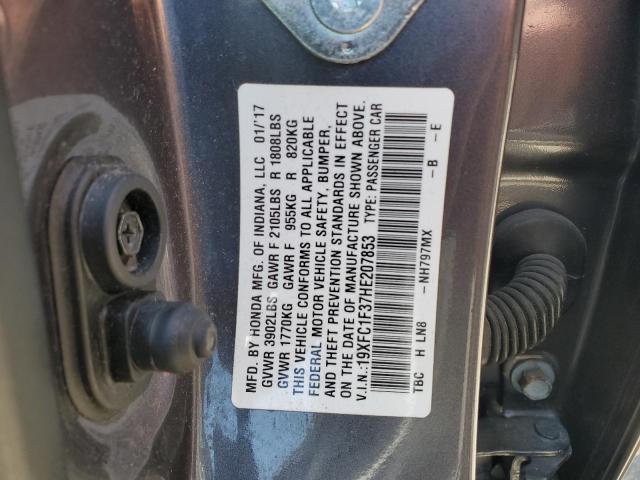 MFD. BY HONDA MFG. OF INDIANA, LLC 01/'17
GVWR 3902LBS GAWR F 2105LBS R 1808LBS
GVWR 1770KG GAWR F 955KG R 820KG
THIS VEHICLE CONFORMS TO ALL APPLICABLE
FEDERAL MOTOR VEHICLE SAFETY, BUMPER,
AND THEFT PREVENTION STANDARDS IN EFFECT
ON THE DATE OF MANUFACTURE SHOWN ABOVE.
V.I.N.:19XFC1F37HE207853 TYPE: PASSENGER CAR
TBC H LN8 -NH797MX -B -E